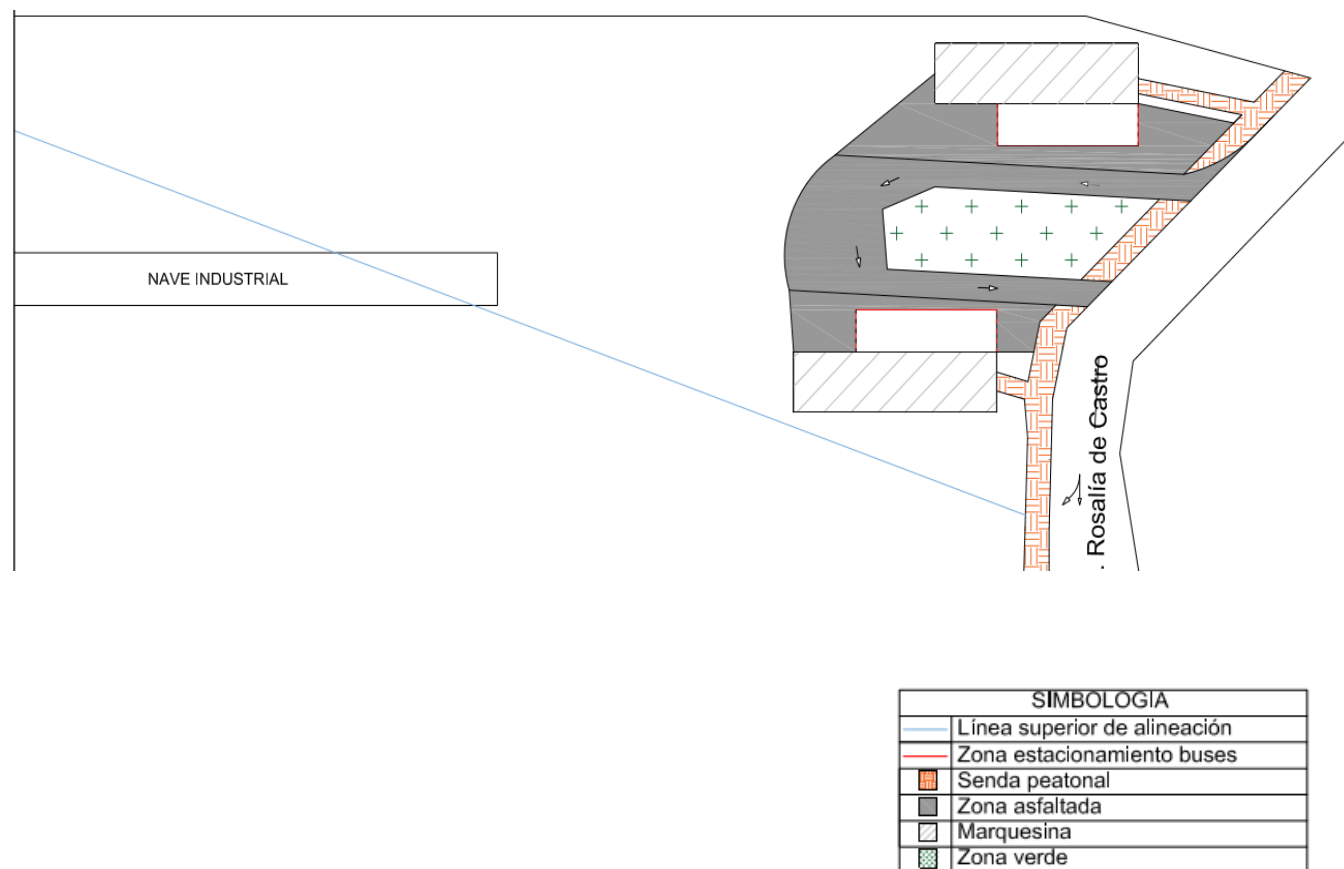 NAVE INDUSTRIAL
. Rosalía de Castro
SIMBOLOGIA
Línea superior de alineación
Zona estacionamiento buses
Senda peatonal
Zona asfaltada
Marquesina
Zona verde